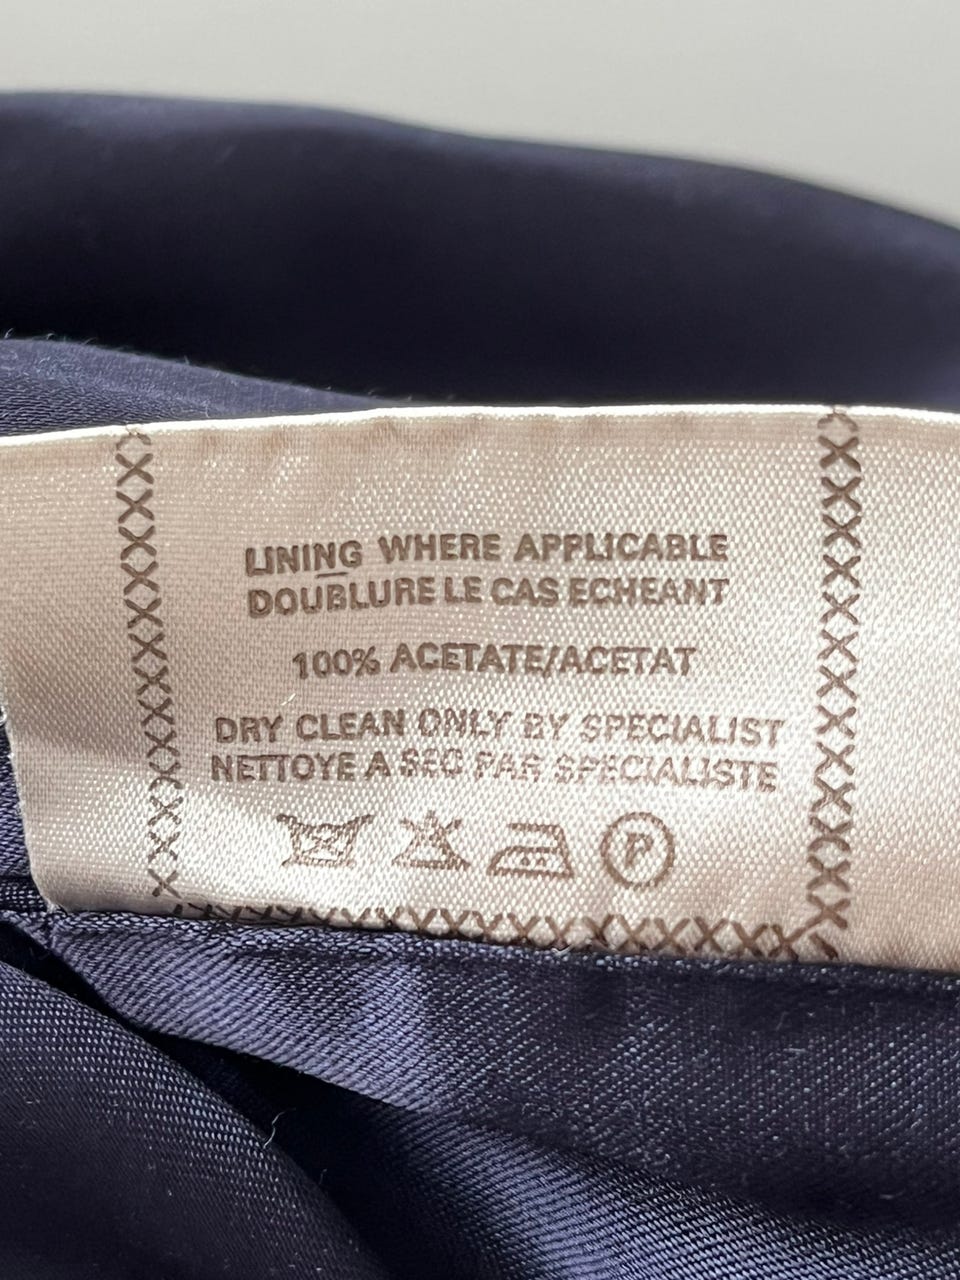 LINING WHERE APPLICABLE
DOUBLURE LE CAS ECHEANT
100% ACETATE/ACETAT
DRY CLEAN ONLY BY SPECIALIST
NETTOYE A SEC PAR SPECIALISTE
P